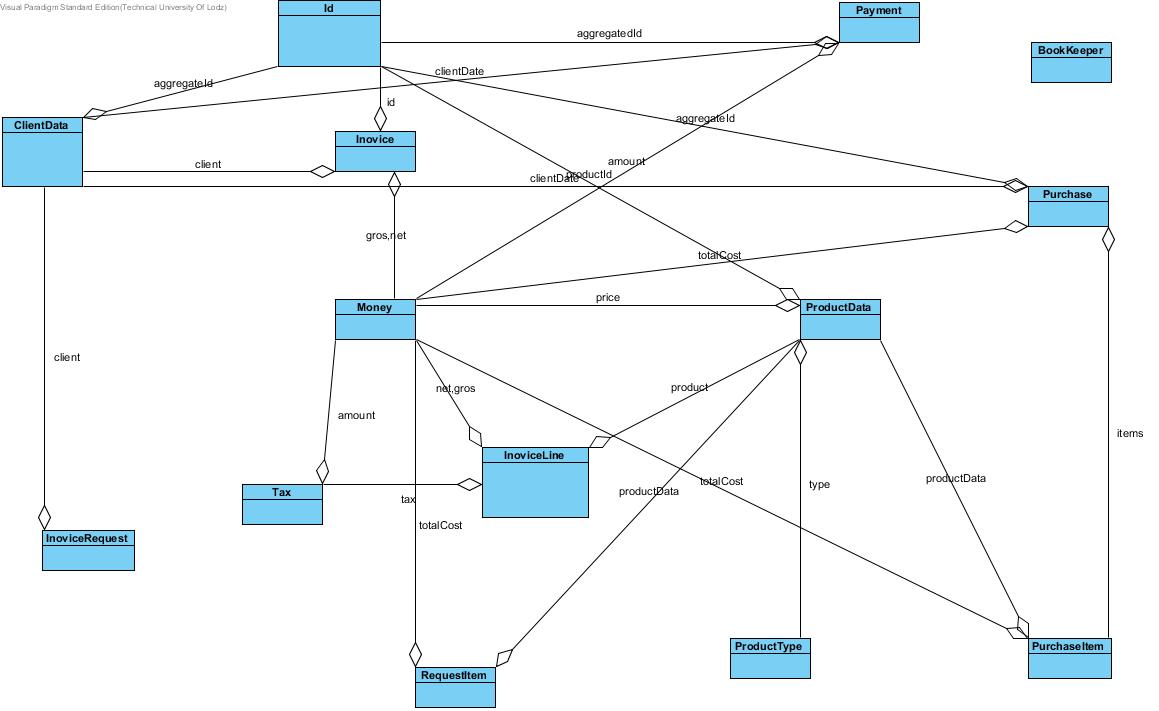 Visual Paradigm Standard Edition(Technical University Of Lodz)
Id
Payment
aggregatedId
BookKeeper
clientDate
aggregateId
id
ClientData
aggregateId
Inovice
amount
client
productId
clientDate
Purchase
gros,net
totalCost
price
Money
ProductData
client
net,gros
product
amount
items
InoviceLine
productData
totalCost
type
productData
Tax
tax
totalCost
InoviceRequest
ProductType
PurchaseItem
RequestItem